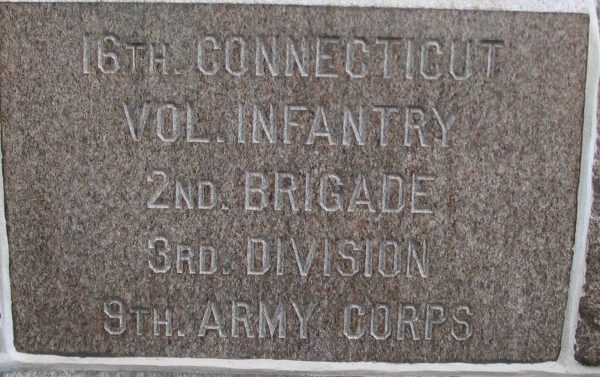 16TH. CONNECTICUT
VOL. INFANTRY
2ND. BRIGADE
3RD. DIVISION
9TH. ARMY CORPS